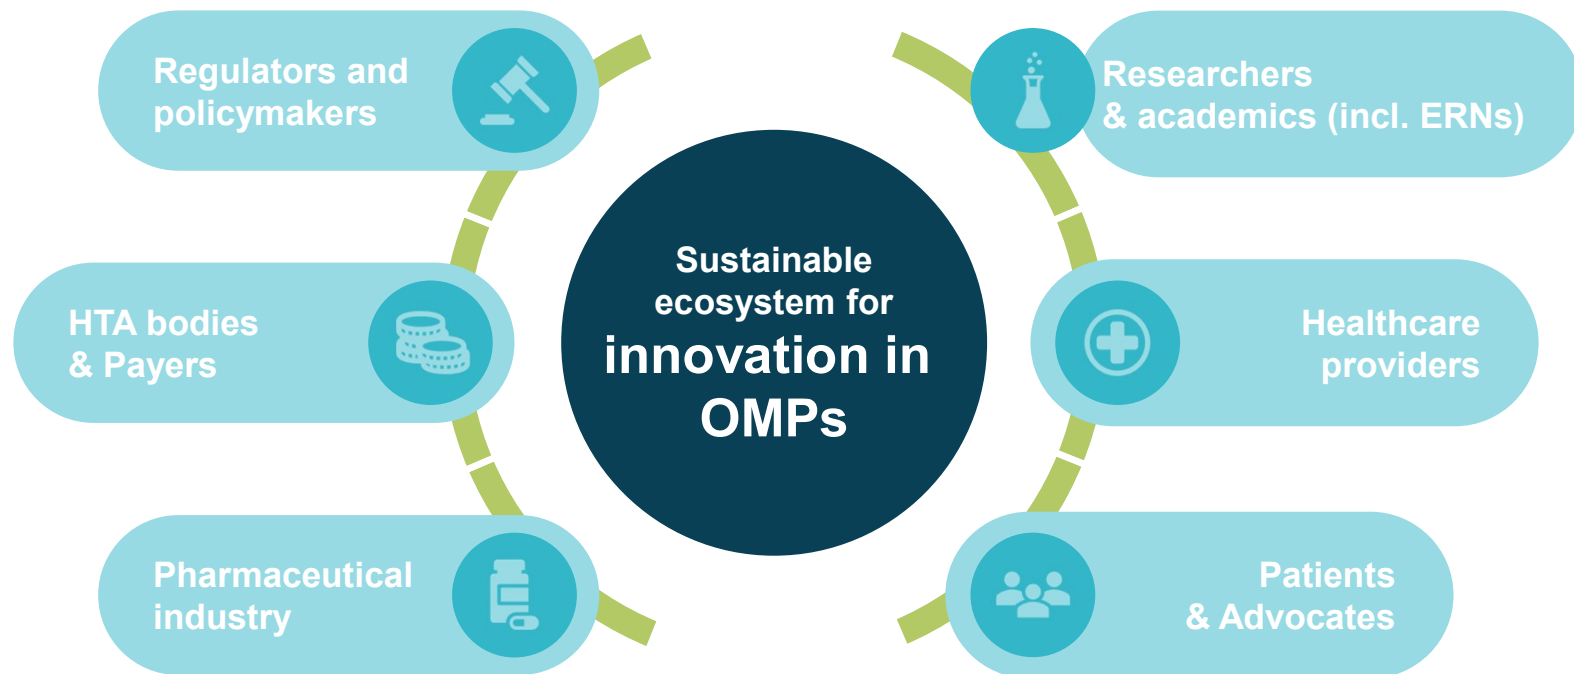 Regulators and
policymakers
HTA bodies
& Payers
Pharmaceutical
industry
Sustainable
ecosystem for
innovation in
OMPs
Researchers
& academics (incl. ERNs)
Healthcare
providers
Patients
& Advocates